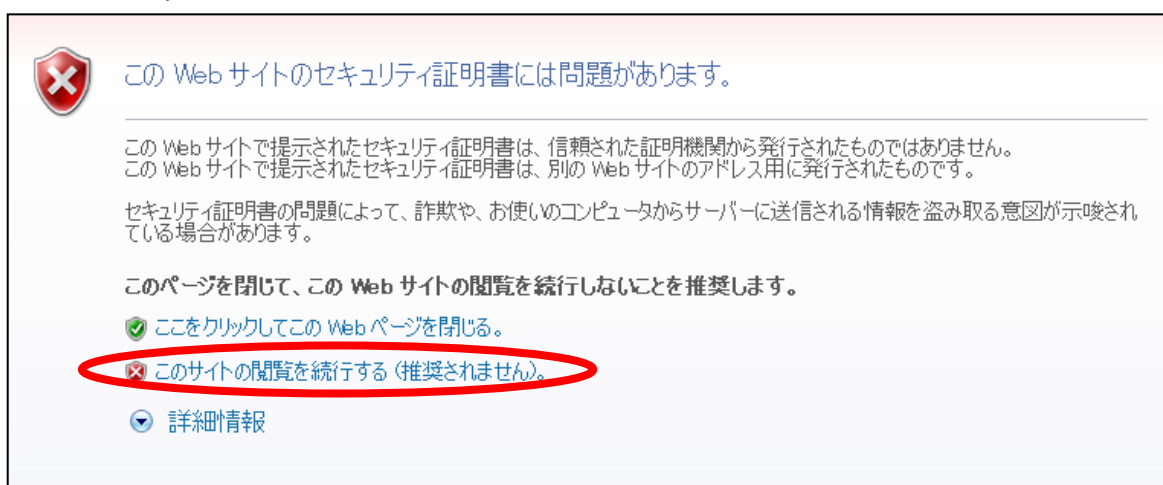 この Web サイトのセキュリティ証明書には問題があります。
この Web サイトで提示されたセキュリティ証明書は、信頼された証明機関から発行されたものではありません。
この Web サイトで提示されたセキュリティ証明書は、別の Web サイトのアドレス用に発行されたものです。
セキュリティ証明書の問題によって、詐欺や、お使いのコンピュータからサーバーに送信される情報を盗み取る意図が示唆され
ている場合があります。
このページを閉じて、この Web サイトの閲覧を続行しないことを推奨します。
ここをクリックしてこの Web ページを閉じる。
このサイトの閲覧を続行する (推奨されません)。
詳細情報